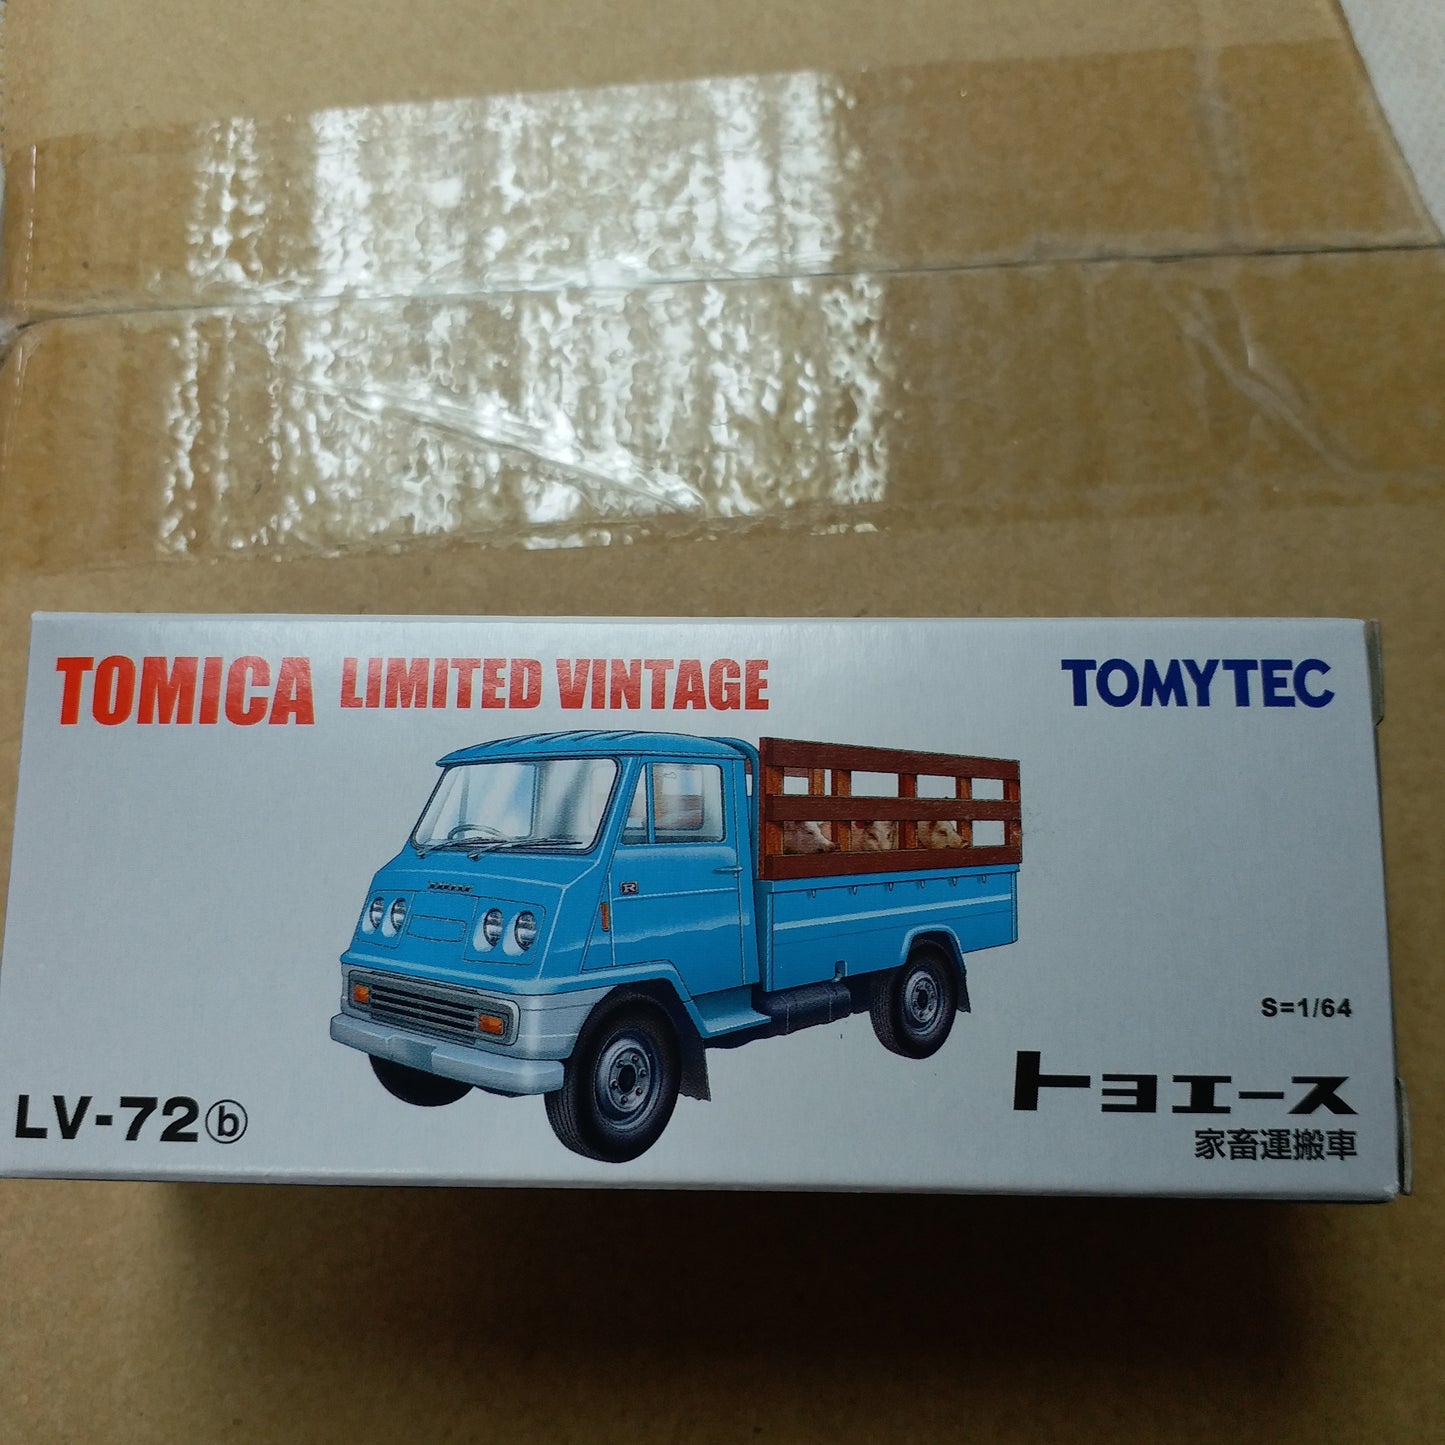 TOMICA LIMITED VINTAGE
TOMYTEC
R
S=1/64
LV-72ⓑ
トヨエース
家畜運搬車